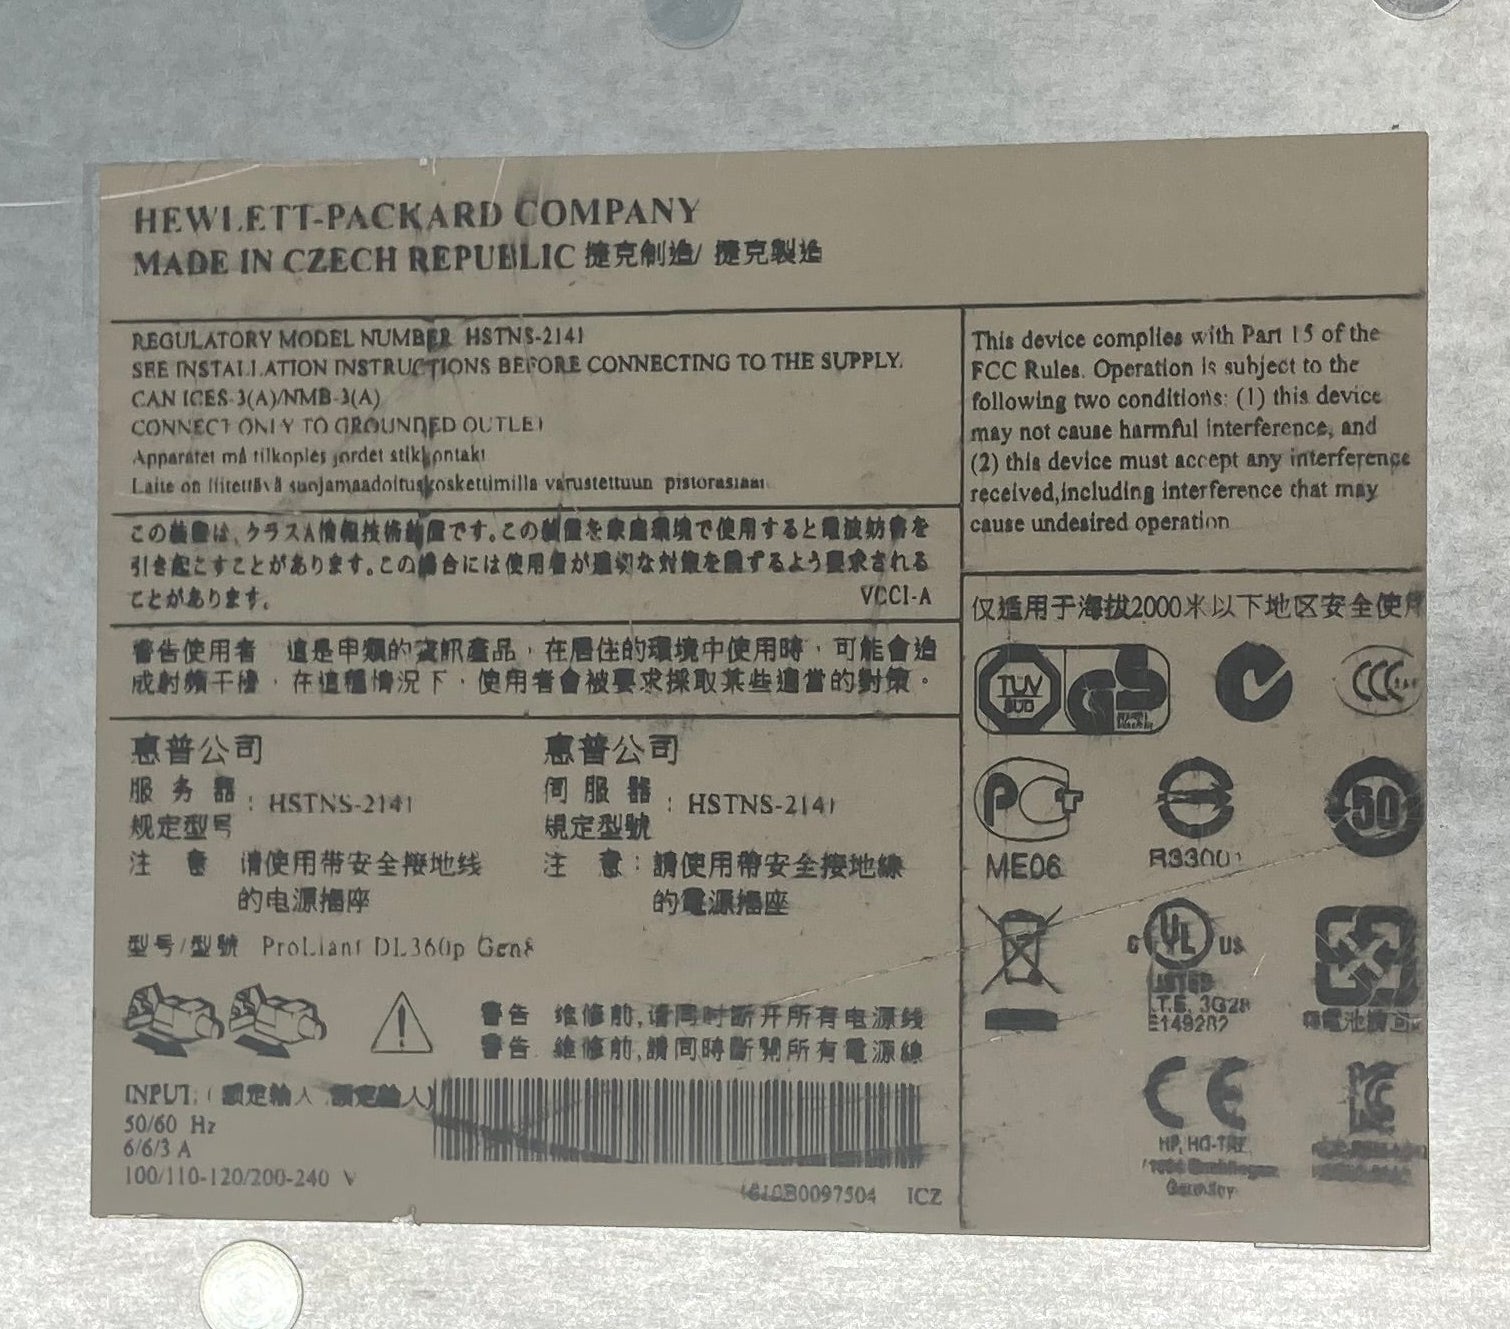 HEWLETT-PACKARD COMPANY
MADE IN CZECH REPUBLIC 捷克制造/ 捷克製造
REGULATORY MODEL NUMBER HSTNS-2141
SEE INSTALLATION INSTRUCTIONS BEFORE CONNECTING TO THE SUPPLY.
CAN ICES-3(A)/NMB-3(A)
CONNECT ONLY TO GROUNDED OUTLET
Apparatet må tilkoples jordet stikkontakt
Laite on liitettävä suojamaadoituskoskettimilla varustettuun pistorasiaan
この装置は、クラスA情報技術装置です。この装置を家庭環境で使用すると電波妨害を
引き起こすことがあります。この場合には使用者が適切な対策を講ずるよう要求される
ことがあります。
VCCI-A
警告使用者 這是甲類的資訊產品，在居住的環境中使用時，可能會造
成射頻干擾，在這種情況下，使用者會被要求採取某些適當的對策。
惠普公司
服务器
规定型号
: HSTNS-2141
注 意 请使用带安全接地线
的电源插座
惠普公司
伺服器
規定型號
: HSTNS-2141
注 意：請使用帶安全接地線
的電源插座
型号/型號 ProLiant DL360p Gen8
警告 维修前,请同时断开所有电源线
警告 維修前,請同時斷開所有電源線
INPUT: (额定输入 額定輸入)
50/60 Hz
6/6/3 A
100/110-120/200-240 V
ICZ
This device complies with Part 15 of the
FCC Rules. Operation is subject to the
following two conditions: (1) this device
may not cause harmful interference, and
(2) this device must accept any interference
received,including interference that may
cause undesired operation
仅适用于海拔2000米以下地区安全使用
TUV
SUD
GS
CCC
ME06
R33001
50
C UL US
LISTED
I.T.E. 3G28
E149282
CE
HP, HQ-TRE